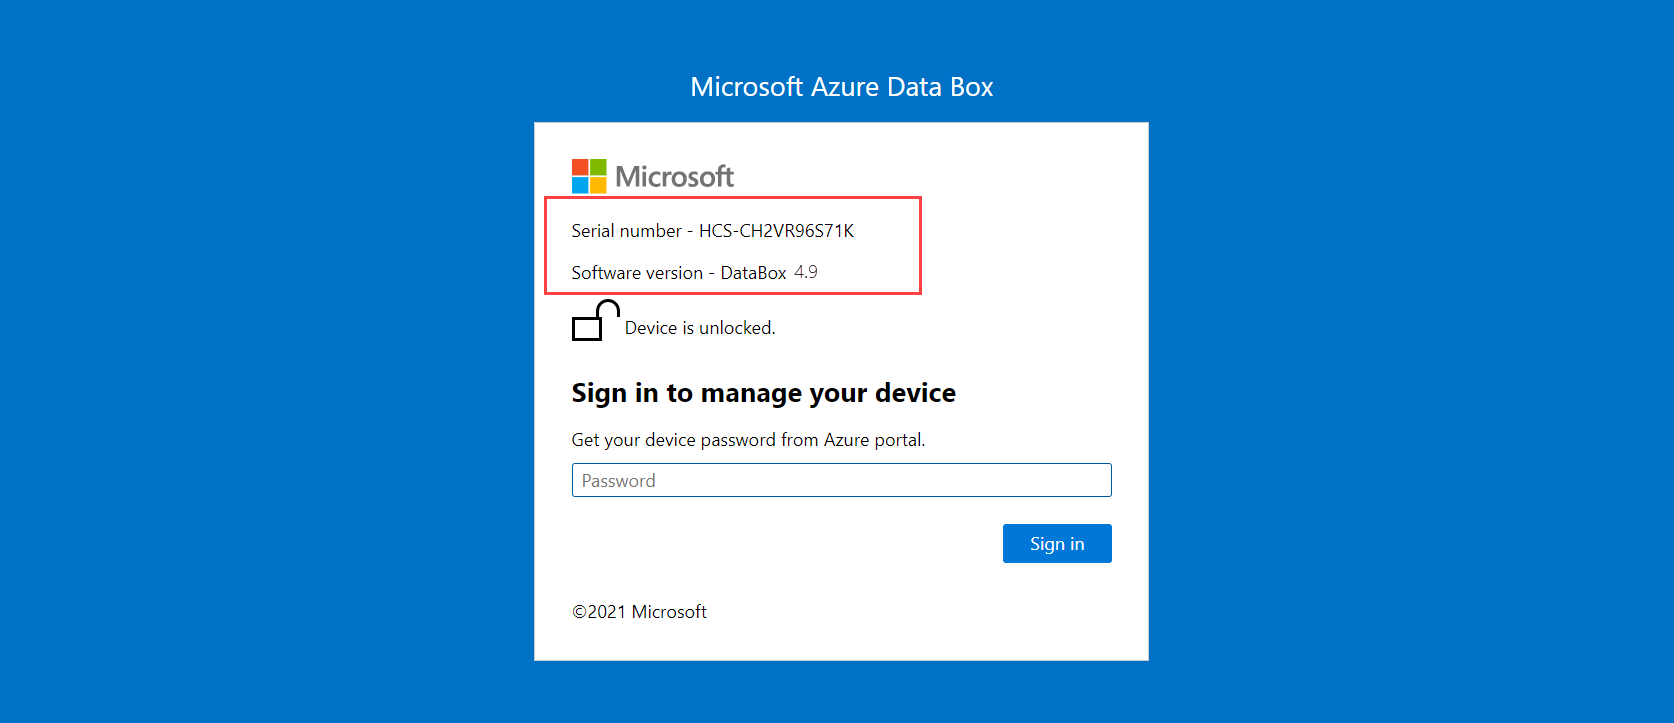 Microsoft Azure Data Box
Microsoft
Serial number - HCS-CH2VR96S71K
Software version - DataBox 4.9
Device is unlocked.
Sign in to manage your device
Get your device password from Azure portal.
Password
Sign in
©2021 Microsoft